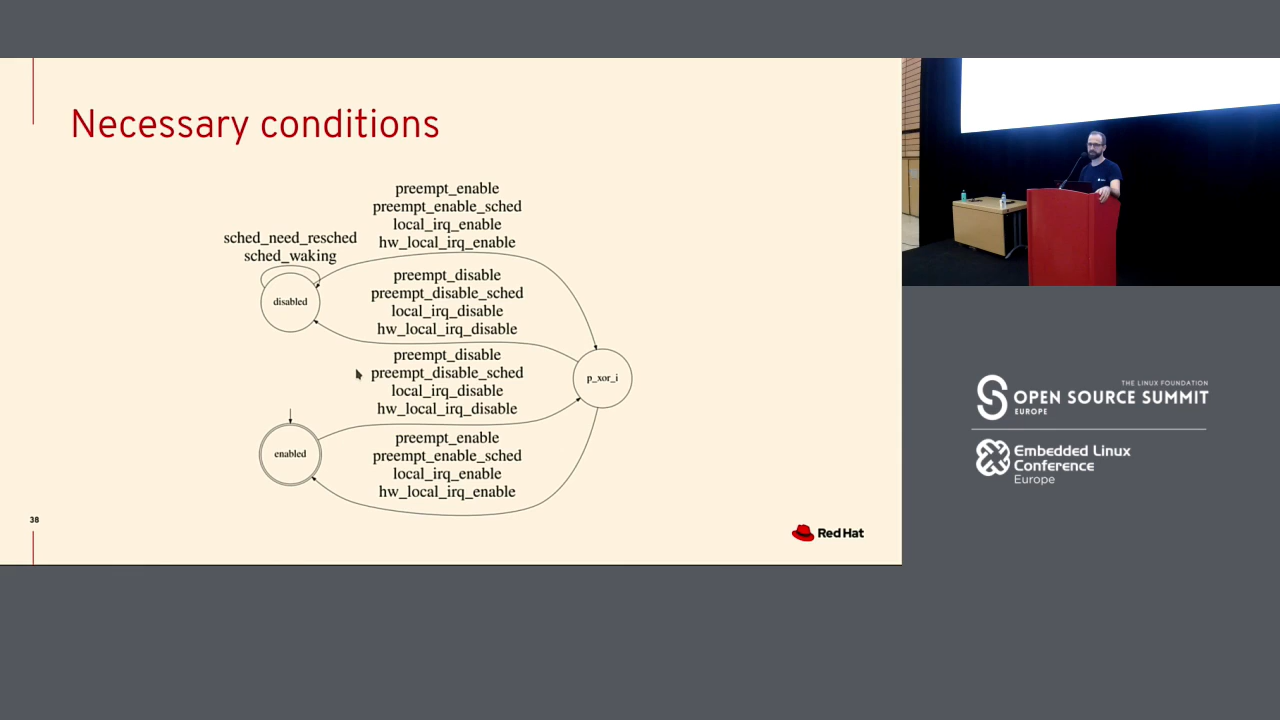 Necessary conditions
preempt_enable
preempt_enable_sched
local_irq_enable
hw_local_irq_enable
sched_need_resched
sched_waking
disabled
preempt_disable
preempt_disable_sched
local_irq_disable
hw_local_irq_disable
preempt_disable
preempt_disable_sched
local_irq_disable
hw_local_irq_disable
p_xor_i
enabled
preempt_enable
preempt_enable_sched
local_irq_enable
hw_local_irq_enable
38
Red Hat
THE LINUX FOUNDATION
OPEN SOURCE SUMMIT
EUROPE
Embedded Linux
Conference
Europe